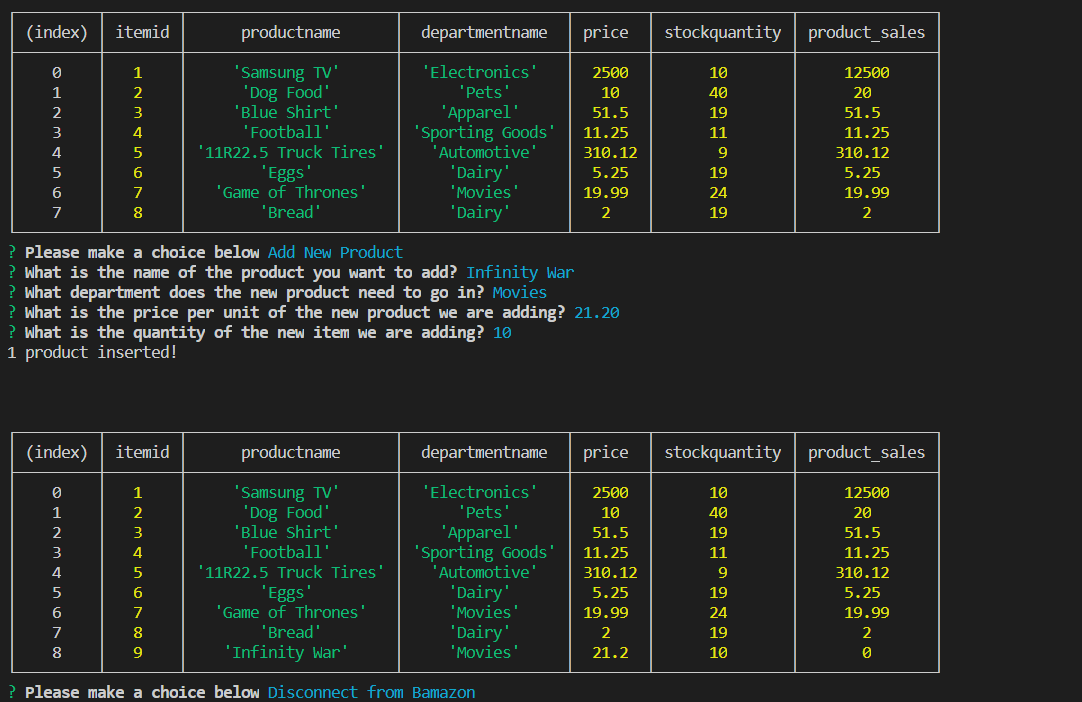 (index) itemid productname departmentname price stockquantity product_sales
0 1 'Samsung TV' 'Electronics' 2500 10 12500
1 2 'Dog Food' 'Pets' 10 40 20
2 3 'Blue Shirt' 'Apparel' 51.5 19 51.5
3 4 'Football' 'Sporting Goods' 11.25 11 11.25
4 5 '11R22.5 Truck Tires' 'Automotive' 310.12 9 310.12
5 6 'Eggs' 'Dairy' 5.25 19 5.25
6 7 'Game of Thrones' 'Movies' 19.99 24 19.99
7 8 'Bread' 'Dairy' 2 19 2
? Please make a choice below Add New Product
? What is the name of the product you want to add? Infinity War
? What department does the new product need to go in? Movies
? What is the price per unit of the new product we are adding? 21.20
? What is the quantity of the new item we are adding? 10
1 product inserted!
(index) itemid productname departmentname price stockquantity product_sales
0 1 'Samsung TV' 'Electronics' 2500 10 12500
1 2 'Dog Food' 'Pets' 10 40 20
2 3 'Blue Shirt' 'Apparel' 51.5 19 51.5
3 4 'Football' 'Sporting Goods' 11.25 11 11.25
4 5 '11R22.5 Truck Tires' 'Automotive' 310.12 9 310.12
5 6 'Eggs' 'Dairy' 5.25 19 5.25
6 7 'Game of Thrones' 'Movies' 19.99 24 19.99
7 8 'Bread' 'Dairy' 2 19 2
8 9 'Infinity War' 'Movies' 21.2 10 0
? Please make a choice below Disconnect from Bamazon